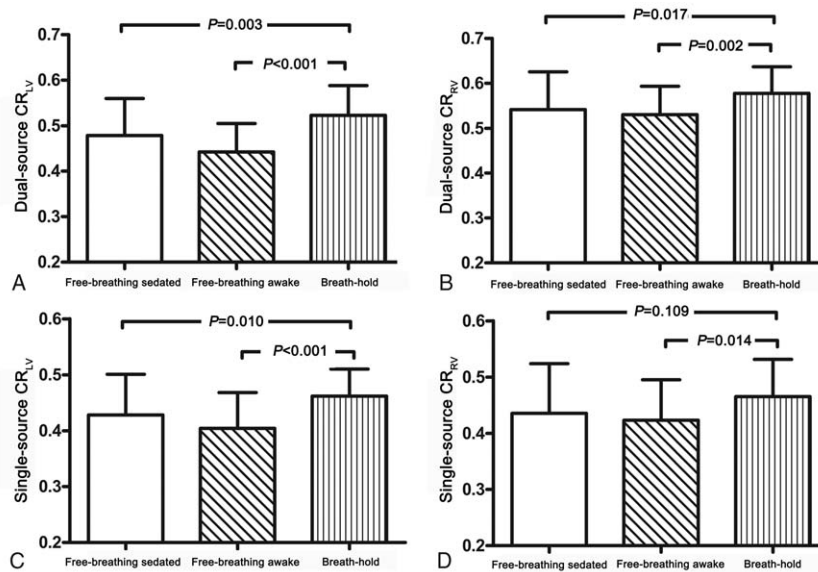 P=0.003
P<0.001
Dual-source CRLV
0.7
0.6
0.5
0.4
0.3
0.2
Free-breathing sedated Free-breathing awake Breath-hold
A
P=0.017
P=0.002
Dual-source CRRV
0.7
0.6
0.5
0.4
0.3
0.2
Free-breathing sedated Free-breathing awake Breath-hold
B
P=0.010
P<0.001
Single-source CRLV
0.6
0.5
0.4
0.3
0.2
Free-breathing sedated Free-breathing awake Breath-hold
C
P=0.109
P=0.014
Single-source CRRV
0.6
0.5
0.4
0.3
0.2
Free-breathing sedated Free-breathing awake Breath-hold
D